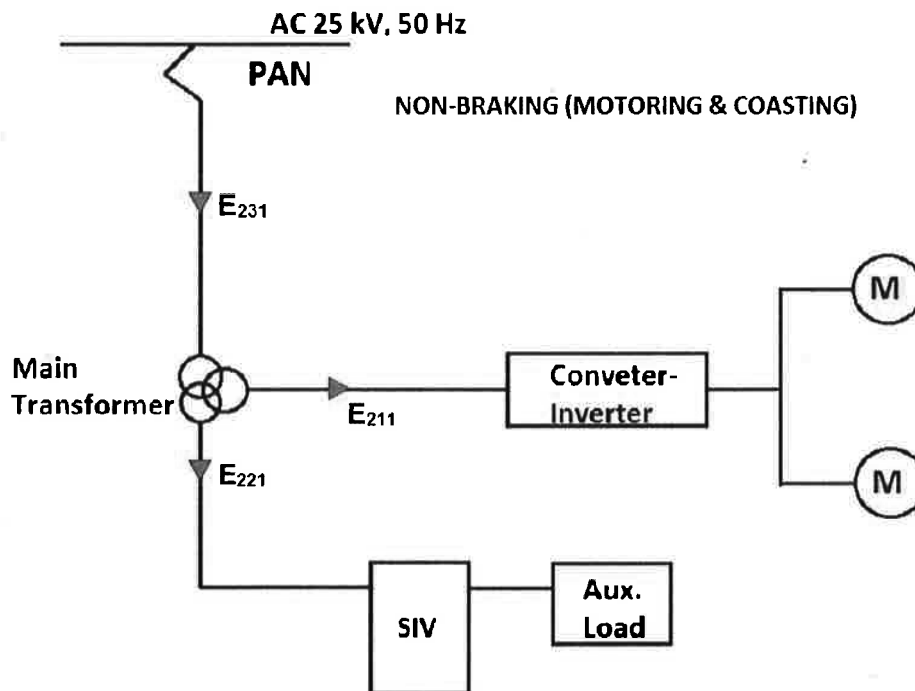 AC 25 kV, 50 Hz
PAN
NON-BRAKING (MOTORING & COASTING)
E₂₃₁
M
Main
Transformer
Conveter-
Inverter
E₂₁₁
E₂₂₁
M
SIV
Aux.
Load